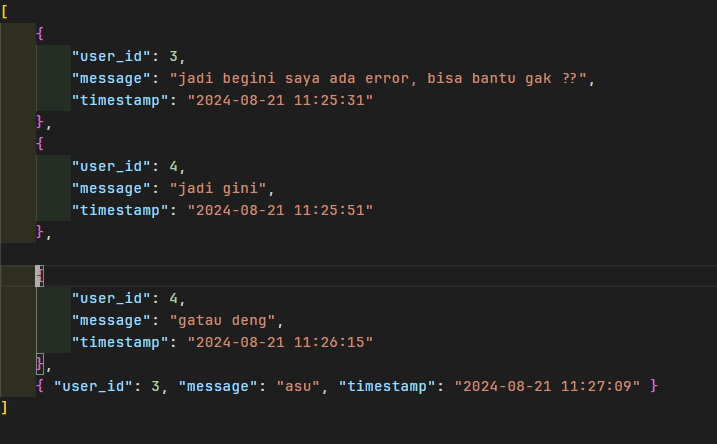 [
    {
        "user_id": 3,
        "message": "jadi begini saya ada error, bisa bantu gak ??",
        "timestamp": "2024-08-21 11:25:31"
    },
    {
        "user_id": 4,
        "message": "jadi gini",
        "timestamp": "2024-08-21 11:25:51"
    },
    {
        "user_id": 4,
        "message": "gatau deng",
        "timestamp": "2024-08-21 11:26:15"
    },
    { "user_id": 3, "message": "asu", "timestamp": "2024-08-21 11:27:09" }
]